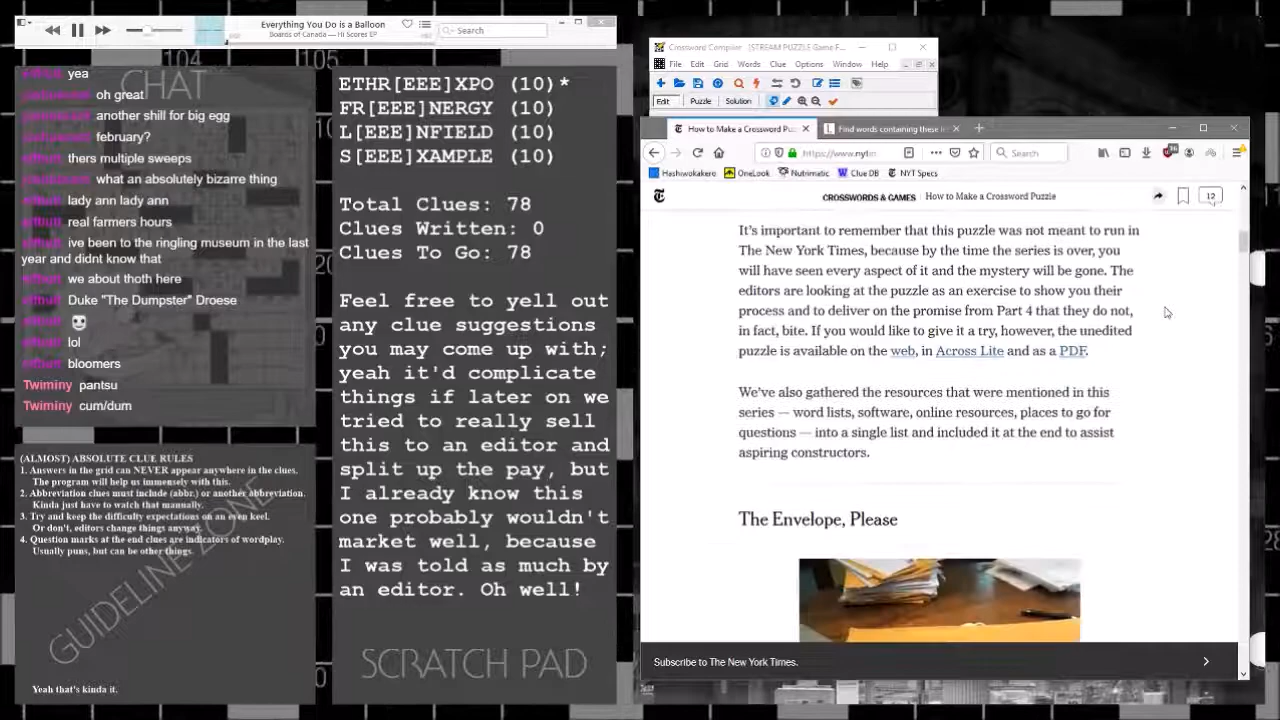 Everything You Do is a Balloon
Boards of Canada — Hi Scores EP
Search
104
105
CHAT
yea
oh great
another shill for big egg
february?
thers multiple sweeps
what an absolutely bizarre thing
lady ann lady ann
real farmers hours
ive been to the ringling museum in the last
year and didnt know that
we about thoth here
Duke "The Dumpster" Droese
lol
bloomers
Twiminy pantsu
Twiminy cum/dum
(ALMOST) ABSOLUTE CLUE RULES
1. Answers in the grid can NEVER appear anywhere in the clues.
The program will help us immensely with this.
2. Abbreviation clues must include (abbr.) or another abbreviation.
Kinda just have to watch that manually.
3. Try and keep the difficulty expectations on an even keel.
Or don't, editors change things anyway.
4. Question marks at the end clues are indicators of wordplay.
Usually puns, but can be other things.
GUIDELINE ZONE
Yeah that's kinda it.
ETHR[EEE]XPO (10)*
FR[EEE]NERGY (10)
L[EEE]NFIELD (10)
S[EEE]XAMPLE (10)
Total Clues: 78
Clues Written: 0
Clues To Go: 78
Feel free to yell out
any clue suggestions
you may come up with;
yeah it'd complicate
things if later on we
tried to really sell
this to an editor and
split up the pay, but
I already know this
one probably wouldn't
market well, because
I was told as much by
an editor. Oh well!
SCRATCH PAD
Crossword Compiler - [STREAM PUZZLE Game F...
File Edit Grid Words Clue Options Window Help
Edit Puzzle Solution
How to Make a Crossword Puz
Find words containing these le
https://www.nytim
Search
Hashiwokakero OneLook Nutrimatic Clue DB NYT Specs
CROSSWORDS & GAMES | How to Make a Crossword Puzzle
12
It's important to remember that this puzzle was not meant to run in
The New York Times, because by the time the series is over, you
will have seen every aspect of it and the mystery will be gone. The
editors are looking at the puzzle as an exercise to show you their
process and to deliver on the promise from Part 4 that they do not,
in fact, bite. If you would like to give it a try, however, the unedited
puzzle is available on the web, in Across Lite and as a PDF.
We've also gathered the resources that were mentioned in this
series — word lists, software, online resources, places to go for
questions — into a single list and included it at the end to assist
aspiring constructors.
The Envelope, Please
Subscribe to The New York Times.